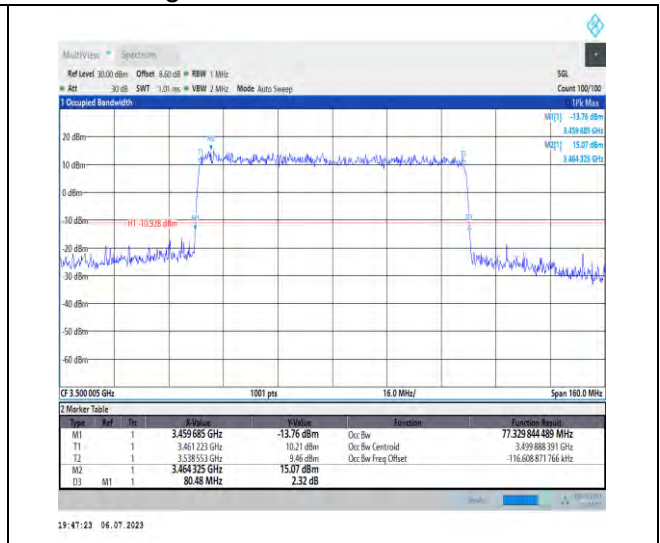 MultiView Spectrum
Ref Level 30.00 dBm Offset 8.60 dB RBW 1 MHz SGL
Att 30 dB SWT 1.01 ms VBW 2 MHz Mode Auto Sweep Count 100/100
1 Occupied Bandwidth 1Pk Max
M1[1] -13.76 dBm
3.459 685 GHz
20 dBm
M2
M2[1] 15.07 dBm
T1
3.464 325 GHz
10 dBm
0 dBm
-10 dBm
H1 -10.928 dBm
M1
D3
-20 dBm
-30 dBm
-40 dBm
-50 dBm
-60 dBm
CF 3.500 005 GHz 1001 pts 16.0 MHz/ Span 160.0 MHz
2 Marker Table
Type Ref Trc X-Value Y-Value Function Function Result
M1 1 3.459 685 GHz -13.76 dBm Occ Bw 77.329 844 489 MHz
T1 1 3.461 223 GHz 10.21 dBm Occ Bw Centroid 3.499 888 391 GHz
T2 1 3.538 553 GHz 9.46 dBm Occ Bw Freq Offset -116.608 871 766 kHz
M2 1 3.464 325 GHz 15.07 dBm
D3 M1 1 80.48 MHz 2.32 dB
19:47:23 06.07.2023